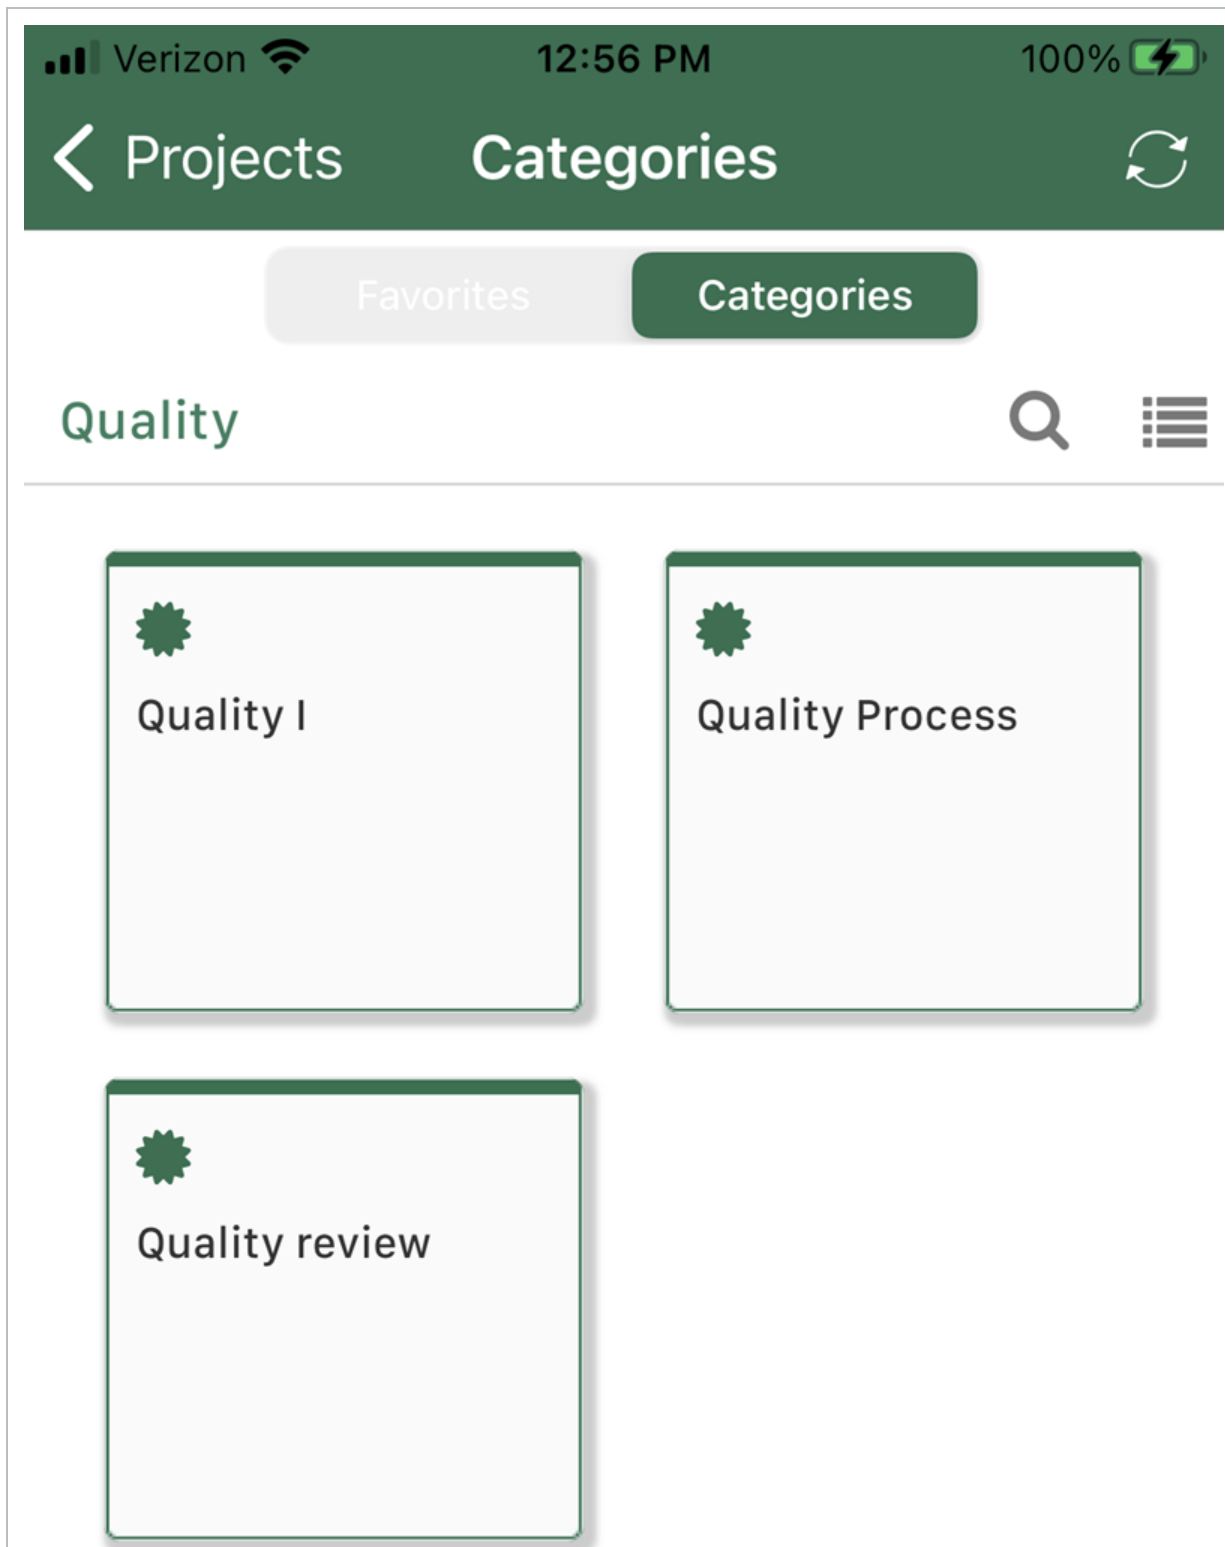 Verizon 12:56 PM 100%
Projects Categories
Favorites Categories
Quality
Quality I Quality Process
Quality review